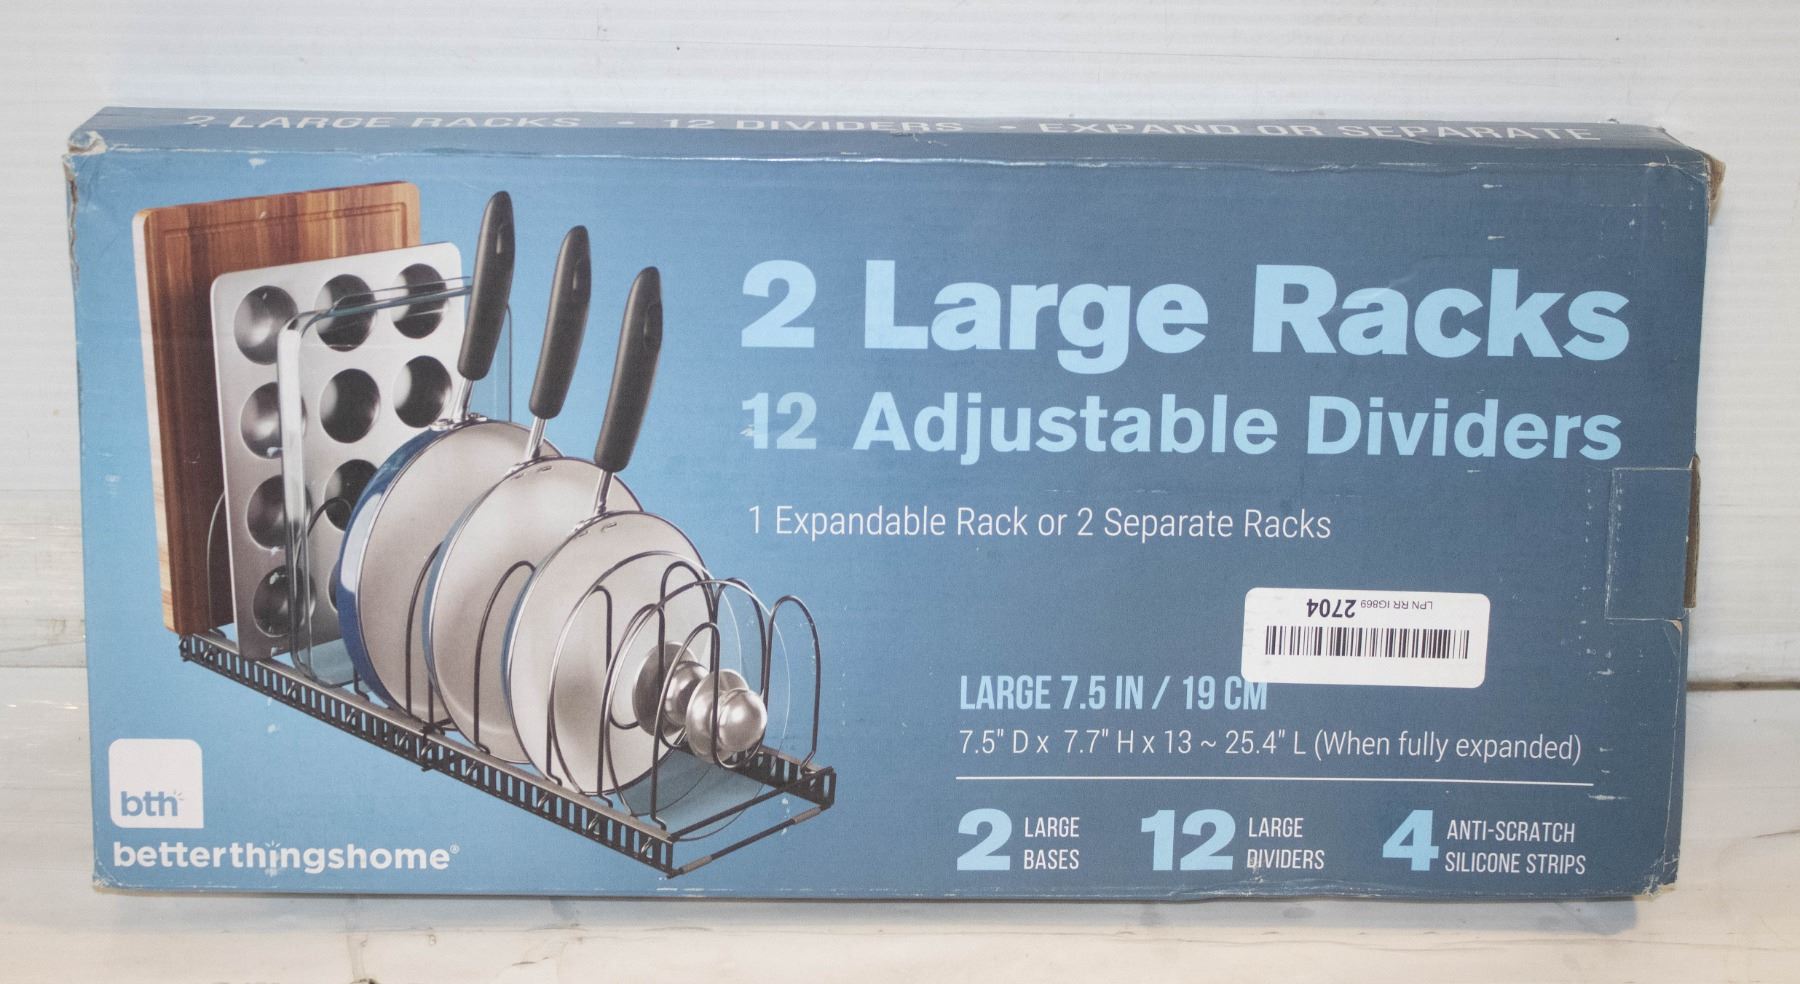 2 LARGE RACKS • 12 DIVIDERS • EXPAND OR SEPARATE
2 Large Racks
12 Adjustable Dividers
1 Expandable Rack or 2 Separate Racks
LPN RR IG869 2704
LARGE 7.5 IN / 19 CM
7.5" D x 7.7" H x 13 ~ 25.4" L (When fully expanded)
2 LARGE BASES
12 LARGE DIVIDERS
4 ANTI-SCRATCH SILICONE STRIPS
bth
betterthingshome®